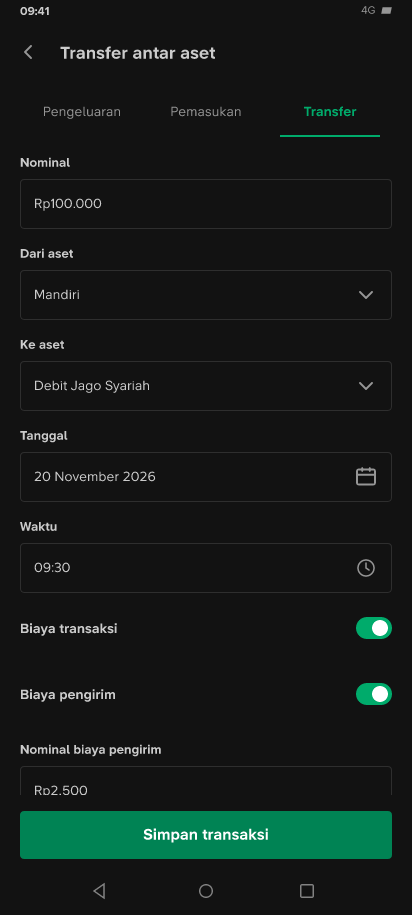 09:41
4G
Transfer antar aset
Pengeluaran
Pemasukan
Transfer
Nominal
Rp100.000
Dari aset
Mandiri
Ke aset
Debit Jago Syariah
Tanggal
20 November 2026
Waktu
09:30
Biaya transaksi
Biaya pengirim
Nominal biaya pengirim
Rp2.500
Simpan transaksi